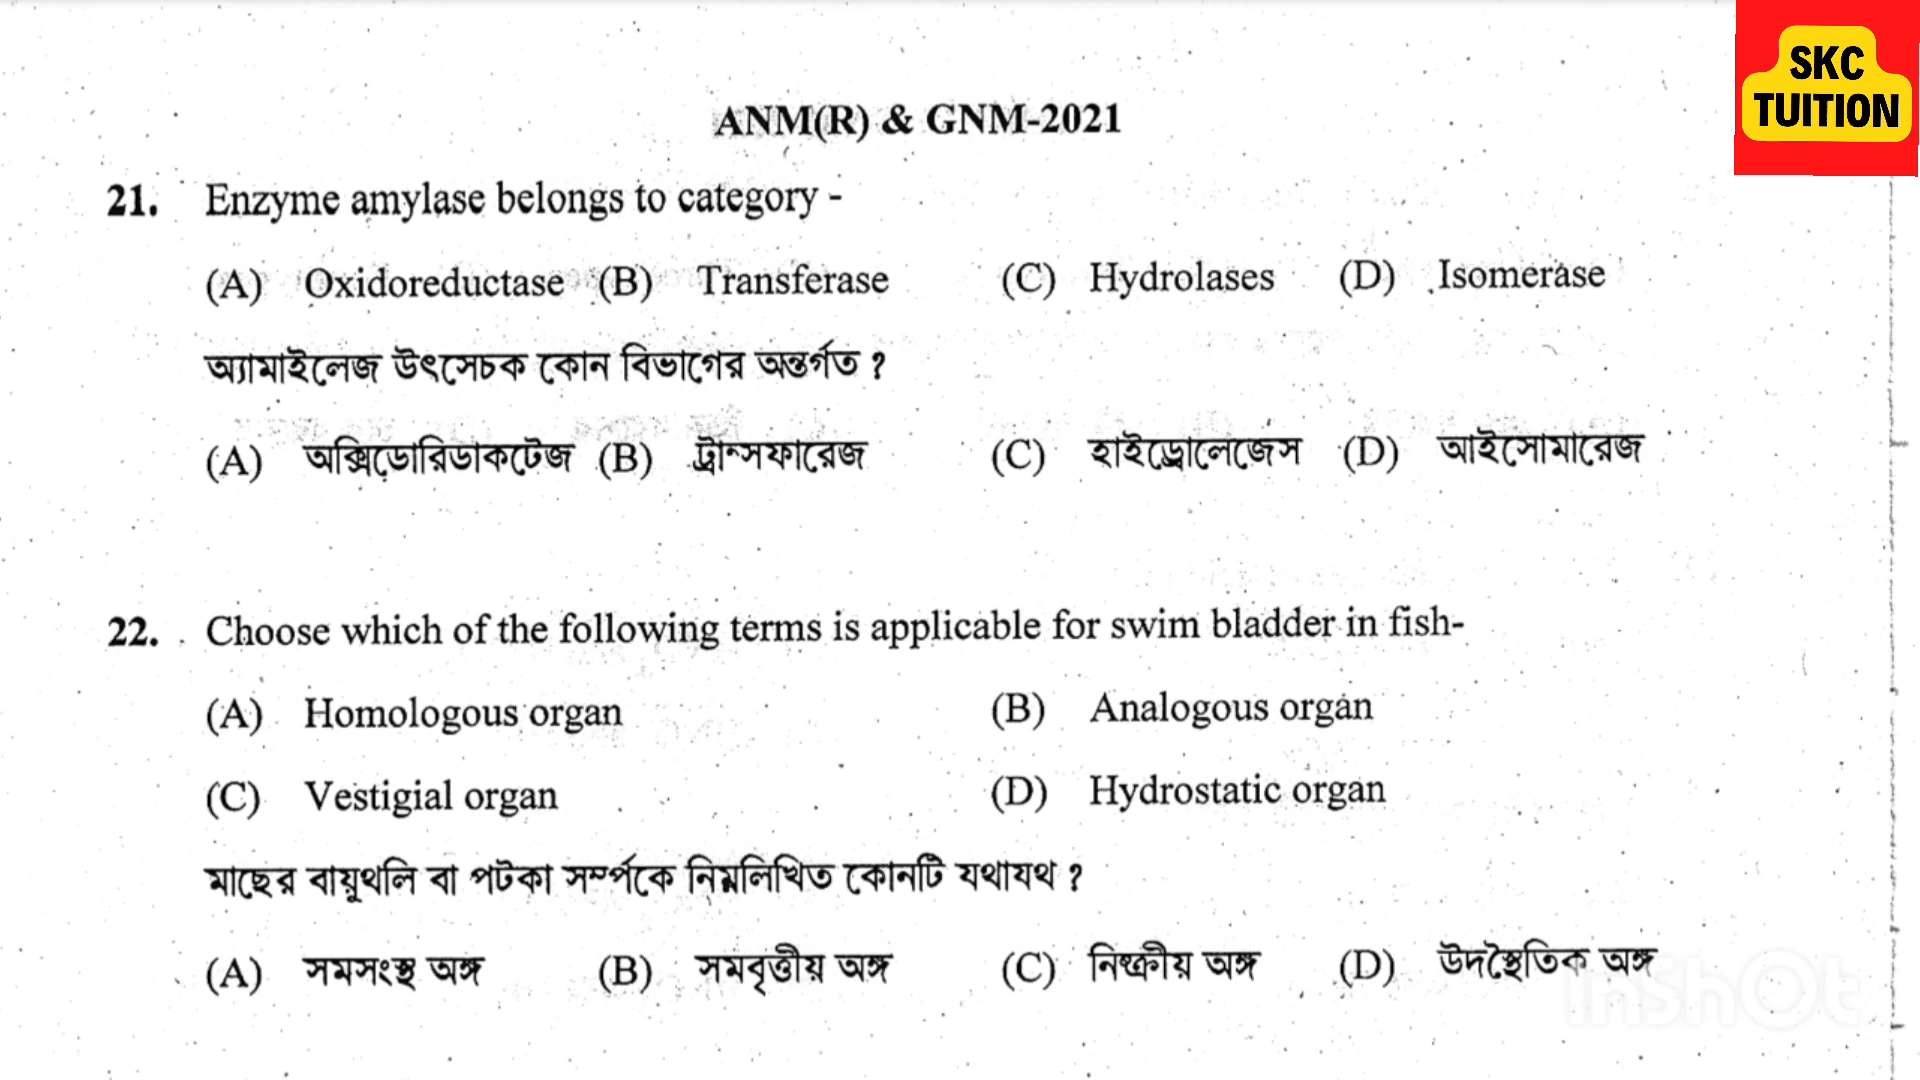 SKC
TUITION
ANM(R) & GNM-2021
21. Enzyme amylase belongs to category -
(A) Oxidoreductase (B) Transferase (C) Hydrolases (D) Isomerase
অ্যামাইলেজ উৎসেচক কোন বিভাগের অন্তর্গত ?
(A) অক্সিডোরিডাকটেজ (B) ট্রান্সফারেজ (C) হাইড্রোলেজেস (D) আইসোমারেজ
22. Choose which of the following terms is applicable for swim bladder in fish-
(A) Homologous organ (B) Analogous organ
(C) Vestigial organ (D) Hydrostatic organ
মাছের বায়ুথলি বা পটকা সম্পর্কে নিম্নলিখিত কোনটি যথাযথ ?
(A) সমসংস্থ অঙ্গ (B) সমবৃত্তীয় অঙ্গ (C) নিষ্ক্রীয় অঙ্গ (D) উদস্থৈতিক অঙ্গ
InShOt